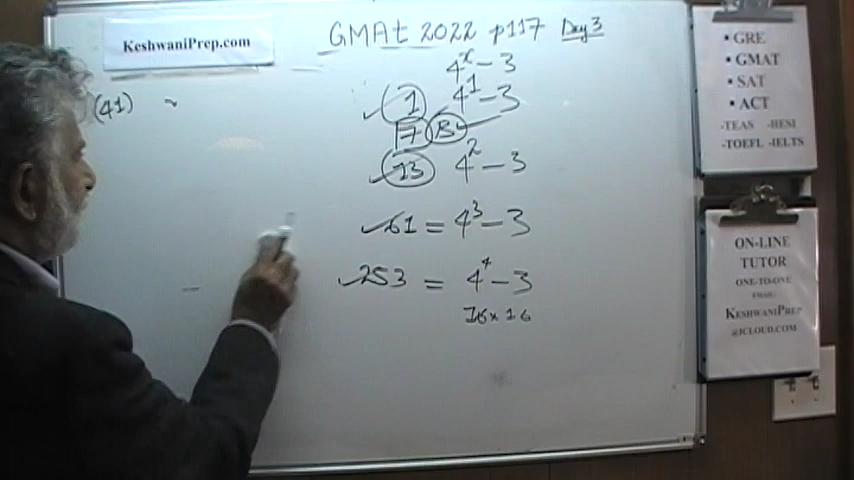 KeshwaniPrep.com
GMAt 2022 p117 Day 3
4^x - 3
(41)
1 4^1 - 3
7 B
13 4^2 - 3
61 = 4^3 - 3
253 = 4^4 - 3
16 x 16
• GRE
• GMAT
• SAT
• ACT
-TEAS -HESI
-TOEFL -IELTS
ON-LINE
TUTOR
ONE-TO-ONE
EMAIL:
KESHWANIPREP
@ICLOUD.COM